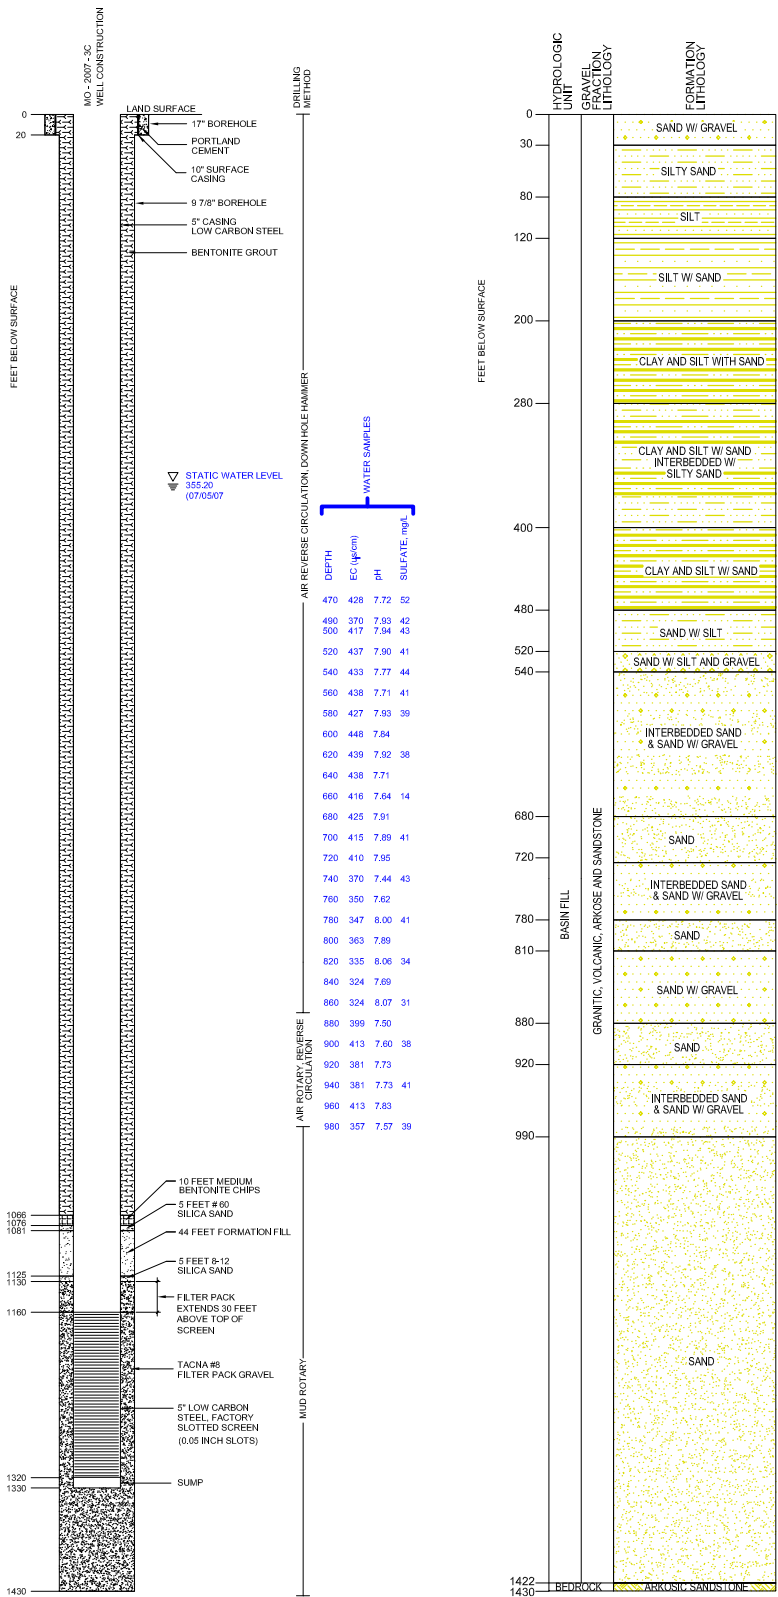 MO - 2007 - 3C
WELL CONSTRUCTION
DRILLING
METHOD
HYDROLOGIC
UNIT
GRAVEL
FRACTION
LITHOLOGY
FORMATION
LITHOLOGY
LAND SURFACE
0
20
17" BOREHOLE
PORTLAND
CEMENT
10" SURFACE
CASING
9 7/8" BOREHOLE
5" CASING
LOW CARBON STEEL
BENTONITE GROUT
FEET BELOW SURFACE
STATIC WATER LEVEL
355.20
(07/05/07
AIR REVERSE CIRCULATION, DOWN HOLE HAMMER
WATER SAMPLES
DEPTH EC (µs/cm) pH SULFATE, mg/L
470 428 7.72 52
490 370 7.93 42
500 417 7.94 43
520 437 7.90 41
540 433 7.77 44
560 438 7.71 41
580 427 7.93 39
600 448 7.84
620 439 7.92 38
640 438 7.71
660 416 7.64 14
680 425 7.91
700 415 7.89 41
720 410 7.95
740 370 7.44 43
760 350 7.62
780 347 8.00 41
800 363 7.89
820 335 8.06 34
840 324 7.69
860 324 8.07 31
880 399 7.50
900 413 7.60 38
920 381 7.73
940 381 7.73 41
960 413 7.83
980 357 7.57 39
AIR ROTARY, REVERSE
CIRCULATION
MUD ROTARY
10 FEET MEDIUM
BENTONITE CHIPS
5 FEET # 60
SILICA SAND
1066
1076
1081
44 FEET FORMATION FILL
5 FEET 8-12
SILICA SAND
1125
1130
FILTER PACK
EXTENDS 30 FEET
ABOVE TOP OF
SCREEN
1160
TACNA #8
FILTER PACK GRAVEL
5" LOW CARBON
STEEL, FACTORY
SLOTTED SCREEN
(0.05 INCH SLOTS)
1320
SUMP
1330
1430
FEET BELOW SURFACE
0
SAND W/ GRAVEL
30
SILTY SAND
80
SILT
120
SILT W/ SAND
200
CLAY AND SILT WITH SAND
280
CLAY AND SILT W/ SAND
INTERBEDDED W/
SILTY SAND
400
CLAY AND SILT W/ SAND
480
SAND W/ SILT
520
SAND W/ SILT AND GRAVEL
540
INTERBEDDED SAND
& SAND W/ GRAVEL
680
SAND
720
INTERBEDDED SAND
& SAND W/ GRAVEL
780
SAND
810
SAND W/ GRAVEL
880
SAND
920
INTERBEDDED SAND
& SAND W/ GRAVEL
990
SAND
BASIN FILL
GRANITIC, VOLCANIC, ARKOSE AND SANDSTONE
1422
1430
BEDROCK
ARKOSIC SANDSTONE